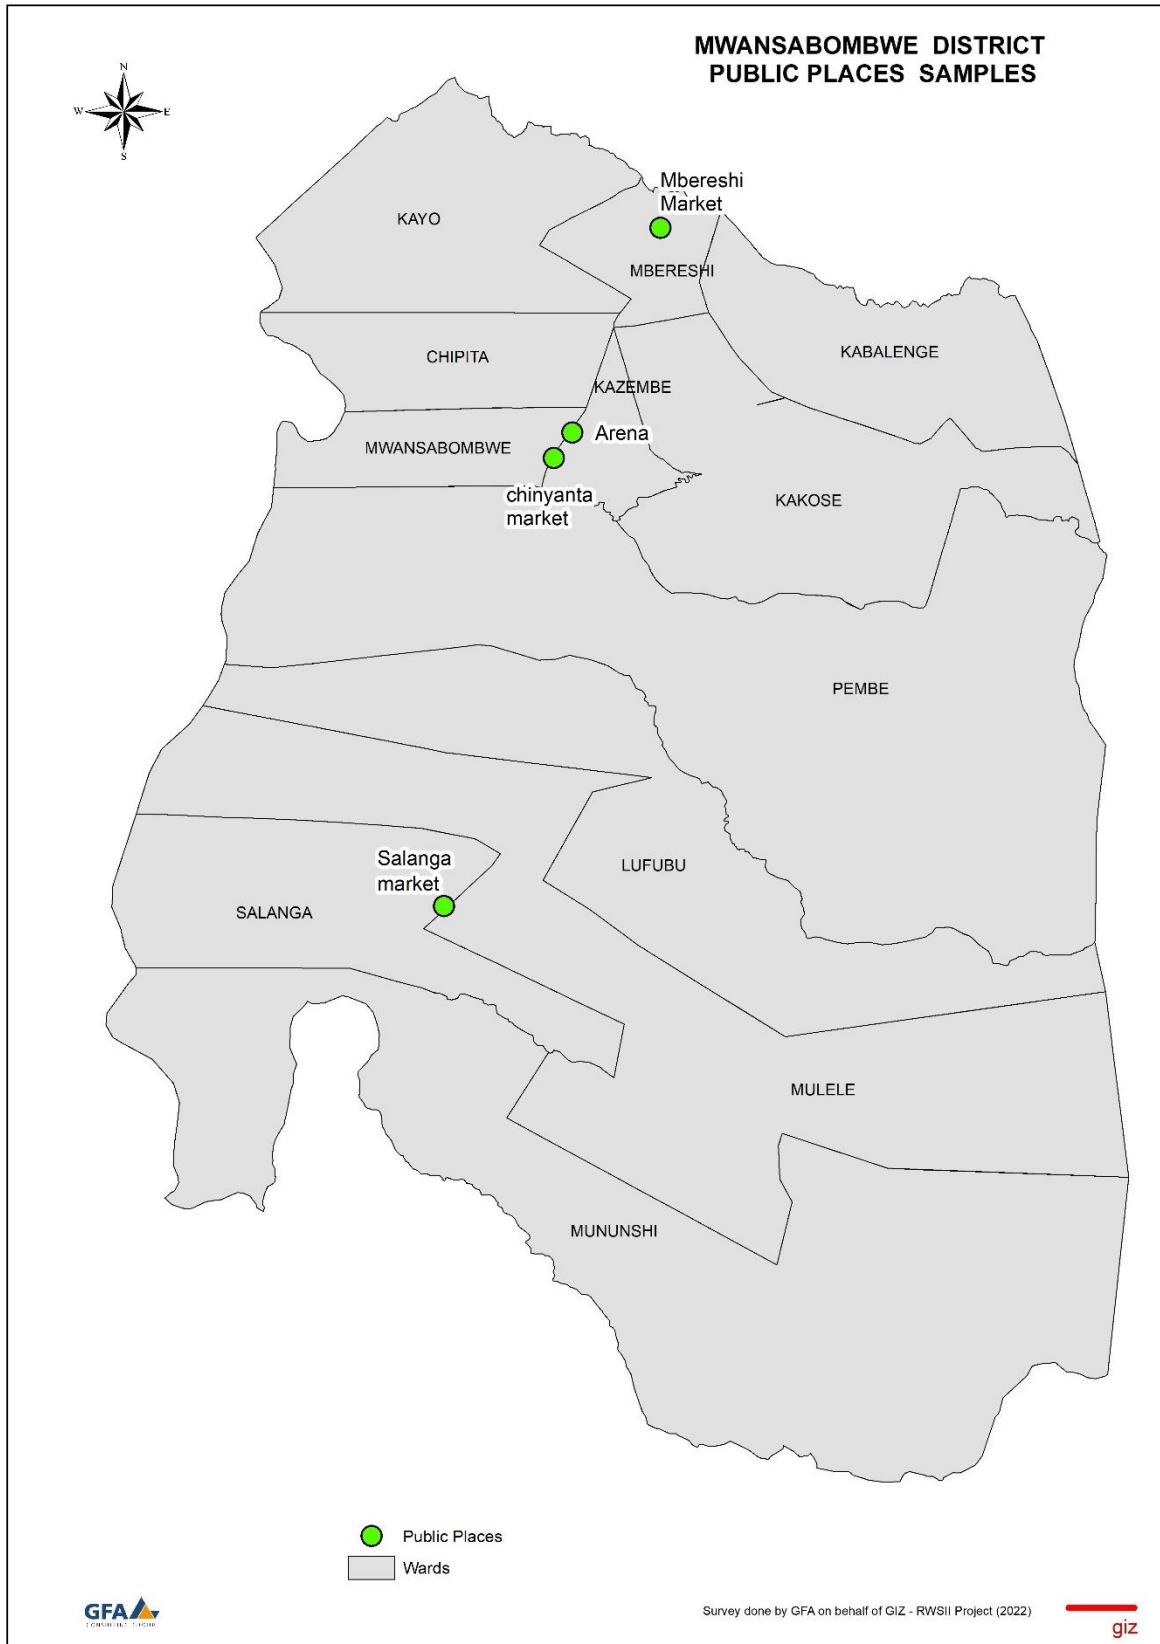 MWANSABOMBWE DISTRICT
PUBLIC PLACES SAMPLES
N
W
E
S
Mbereshi
Market
KAYO
MBERESHI
KABALENGE
CHIPITA
KAZEMBE
Arena
MWANSABOMBWE
chinyanta
market
KAKOSE
PEMBE
Salanga
market
LUFUBU
SALANGA
MULELE
MUNUNSHI
Public Places
Wards
GFA
CONSULTING GROUP
Survey done by GFA on behalf of GIZ - RWSII Project (2022)
giz